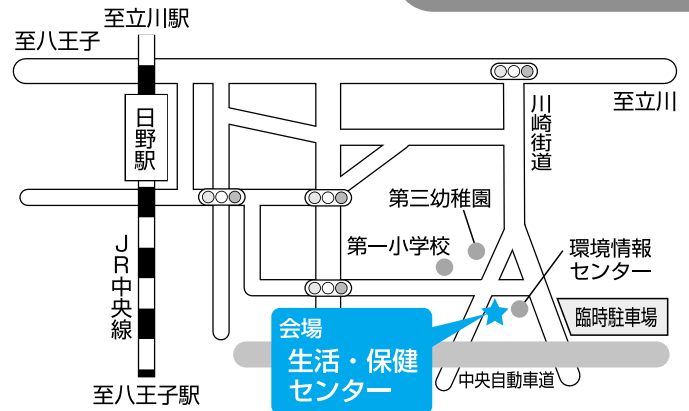 至立川駅
至八王子
至立川
川崎街道
日野駅
第三幼稚園
第一小学校
環境情報
センター
JR中央線
臨時駐車場
会場
生活・保健
センター
中央自動車道
至八王子駅